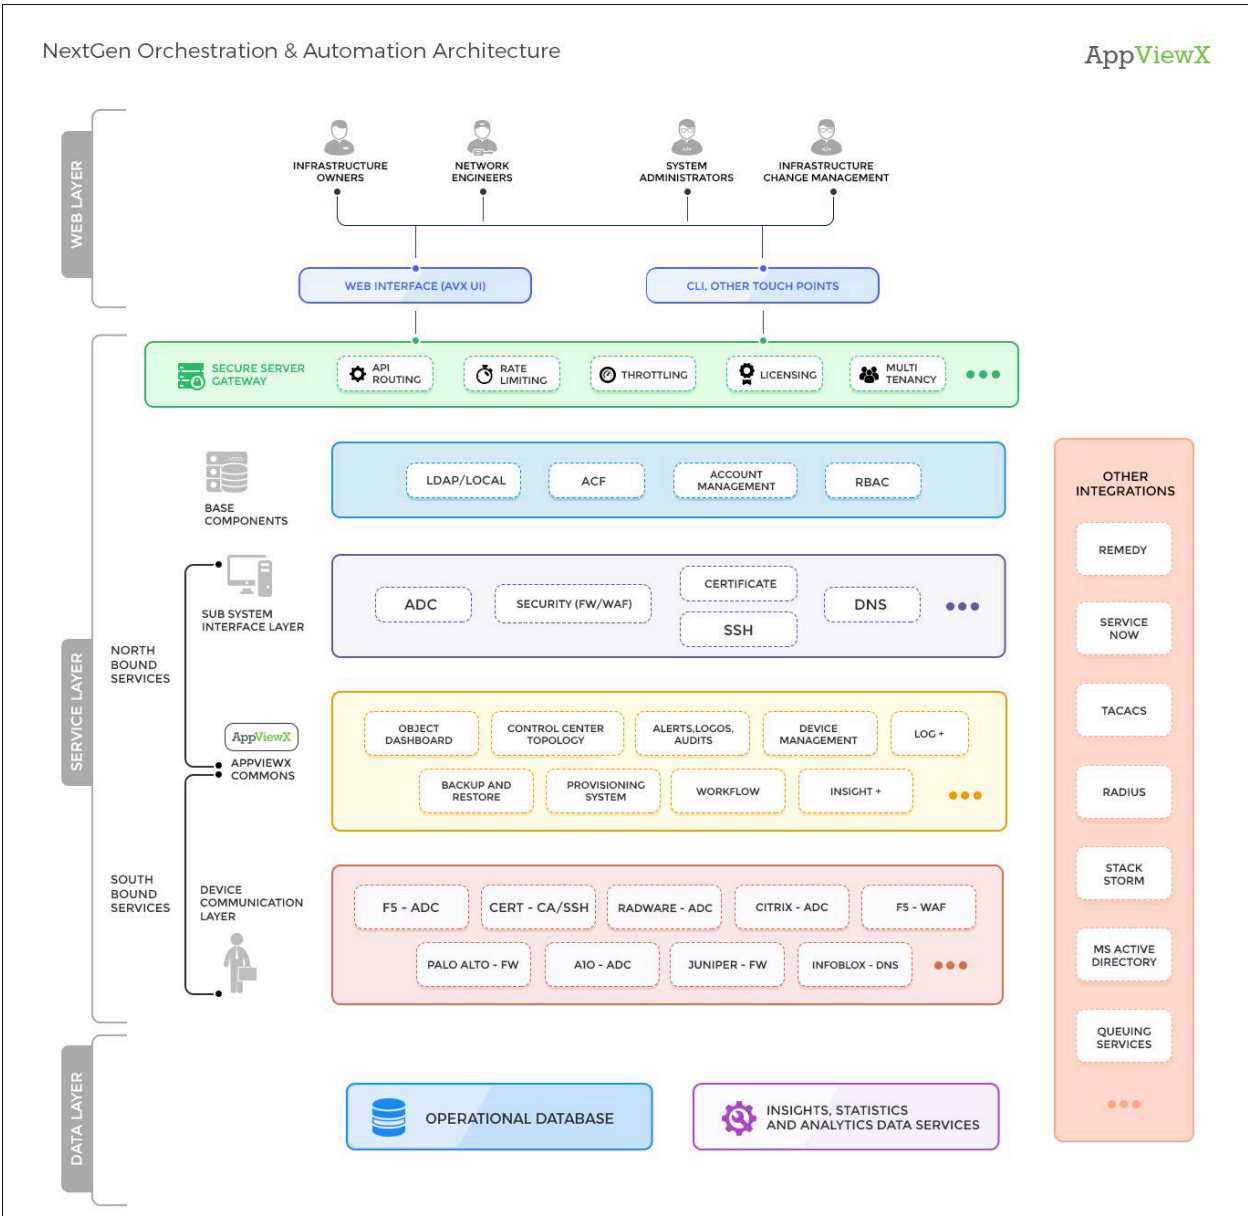 NextGen Orchestration & Automation Architecture
AppViewX
WEB LAYER
INFRASTRUCTURE
OWNERS
NETWORK
ENGINEERS
SYSTEM
ADMINISTRATORS
INFRASTRUCTURE
CHANGE MANAGEMENT
WEB INTERFACE (AVX UI)
CLI, OTHER TOUCH POINTS
SERVICE LAYER
SECURE SERVER
GATEWAY
API
ROUTING
RATE
LIMITING
THROTTLING
LICENSING
MULTI
TENANCY
BASE
COMPONENTS
LDAP/LOCAL
ACF
ACCOUNT
MANAGEMENT
RBAC
NORTH
BOUND
SERVICES
SUB SYSTEM
INTERFACE LAYER
ADC
SECURITY (FW/WAF)
CERTIFICATE
SSH
DNS
AppViewX
APPVIEWX
COMMONS
OBJECT
DASHBOARD
CONTROL CENTER
TOPOLOGY
ALERTS,LOGOS,
AUDITS
DEVICE
MANAGEMENT
LOG +
BACKUP AND
RESTORE
PROVISIONING
SYSTEM
WORKFLOW
INSIGHT +
SOUTH
BOUND
SERVICES
DEVICE
COMMUNICATION
LAYER
F5 - ADC
CERT - CA/SSH
RADWARE - ADC
CITRIX - ADC
F5 - WAF
PALO ALTO - FW
A10 - ADC
JUNIPER - FW
INFOBLOX - DNS
OTHER
INTEGRATIONS
REMEDY
SERVICE
NOW
TACACS
RADIUS
STACK
STORM
MS ACTIVE
DIRECTORY
QUEUING
SERVICES
DATA LAYER
OPERATIONAL DATABASE
INSIGHTS, STATISTICS
AND ANALYTICS DATA SERVICES